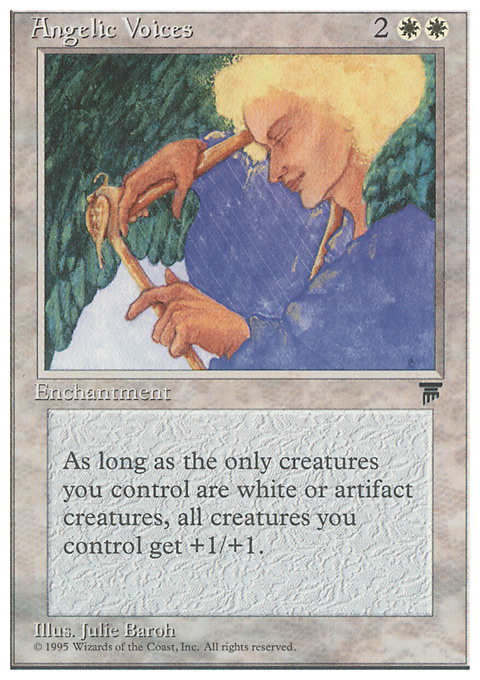 Angelic Voices 2
Enchantment
As long as the only creatures
you control are white or artifact
creatures, all creatures you
control get +1/+1.
Illus. Julie Baroh
© 1995 Wizards of the Coast, Inc. All rights reserved.